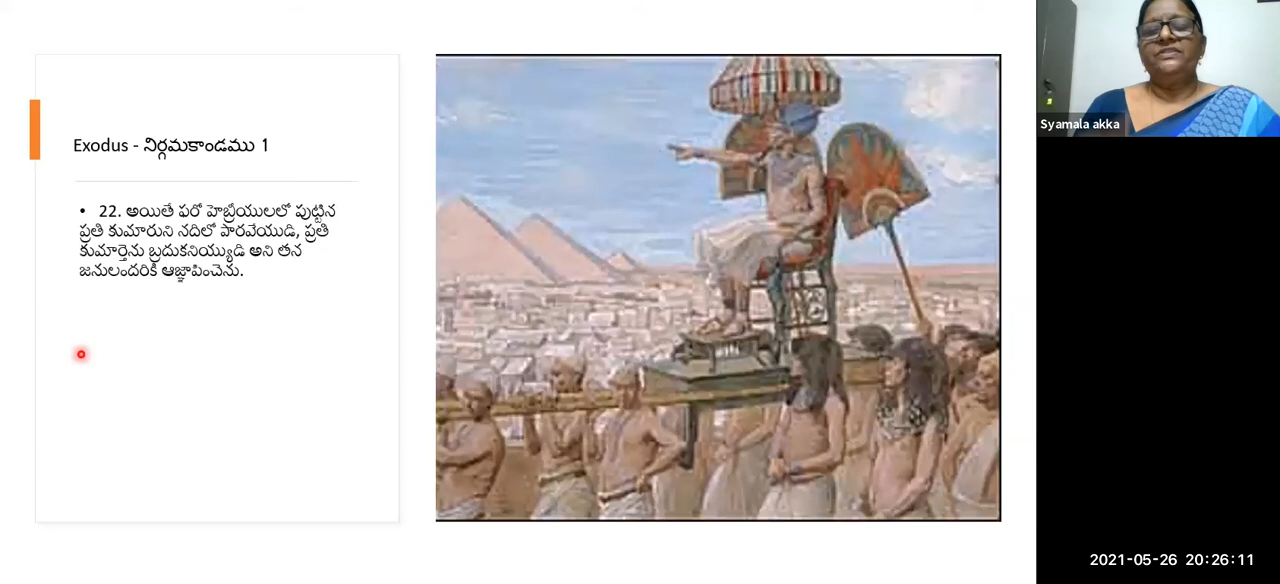 Exodus - నిర్గమకాండము 1
• 22. అయితే ఫరో హెబ్రీయులలో పుట్టిన
ప్రతి కుమారుని నదిలో పారవేయుడి, ప్రతి
కుమార్తెను బ్రదుకనియ్యుడి అని తన
జనులందరికి ఆజ్ఞాపించెను.
Syamala akka
2021-05-26 20:26:11